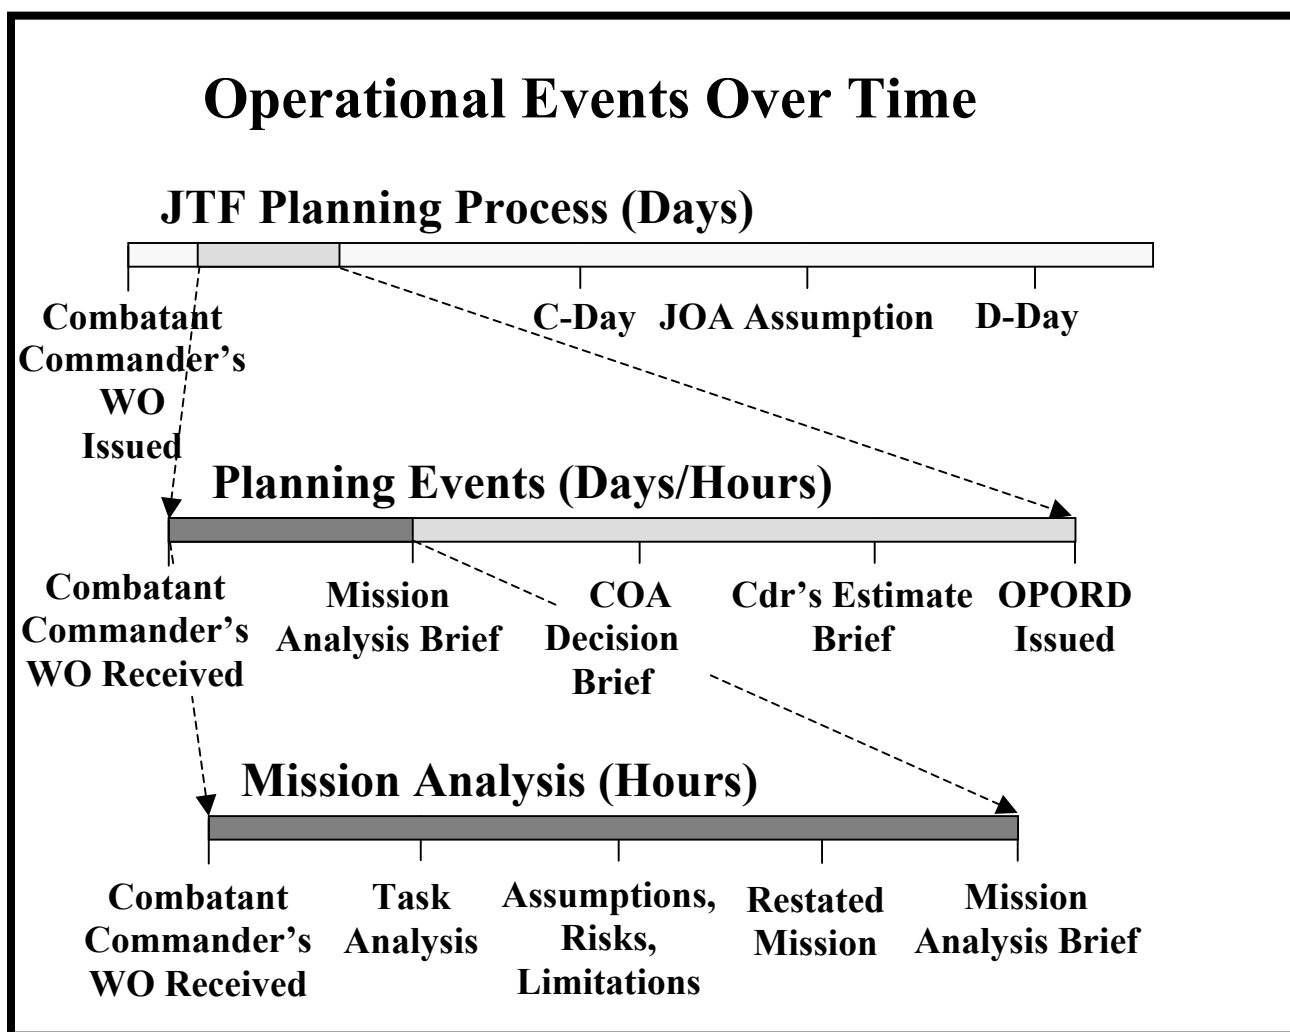 Operational Events Over Time
JTF Planning Process (Days)
Combatant
Commander’s
WO
Issued
C-Day
JOA Assumption
D-Day
Planning Events (Days/Hours)
Combatant
Commander’s
WO Received
Mission
Analysis Brief
COA
Decision
Brief
Cdr’s Estimate
Brief
OPORD
Issued
Mission Analysis (Hours)
Combatant
Commander’s
WO Received
Task
Analysis
Assumptions,
Risks,
Limitations
Restated
Mission
Mission
Analysis Brief